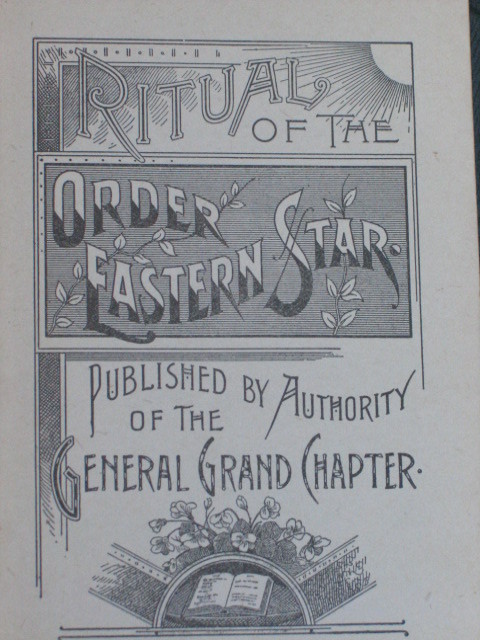 RITUAL
OF THE
ORDER
EASTERN STAR.
PUBLISHED BY AUTHORITY
OF THE
GENERAL GRAND CHAPTER.